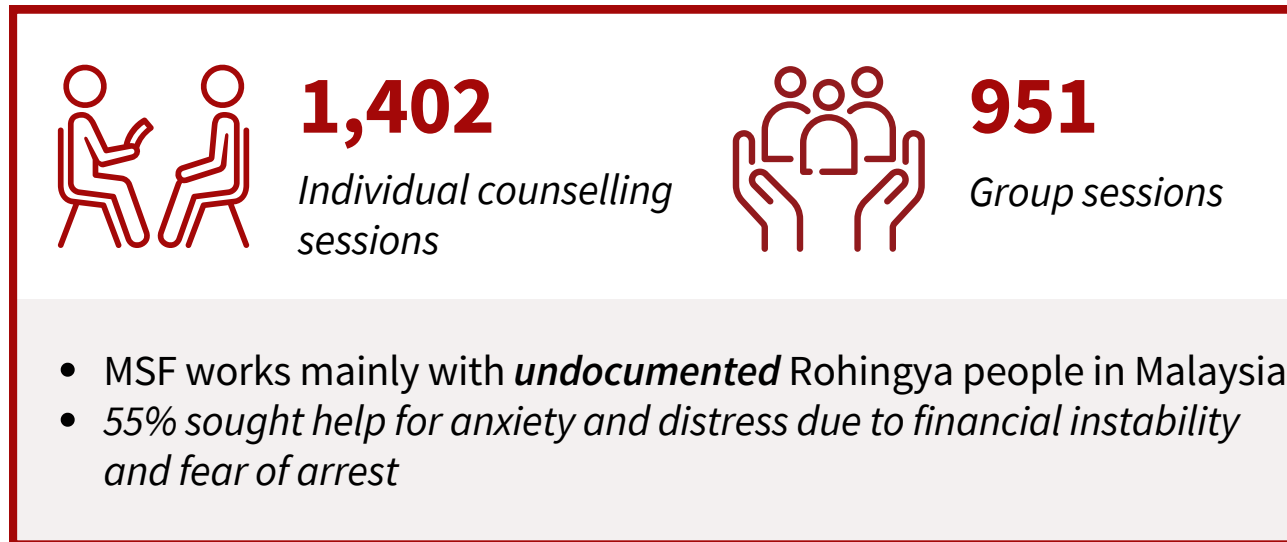 1,402
Individual counselling
sessions
951
Group sessions
• MSF works mainly with undocumented Rohingya people in Malaysia
• 55% sought help for anxiety and distress due to financial instability
and fear of arrest